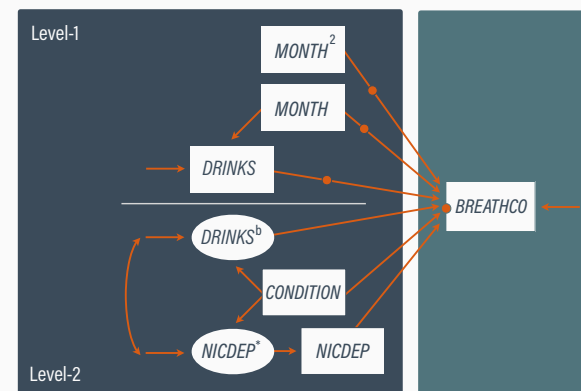 Level-1
MONTH²
MONTH
DRINKS
BREATHCO
DRINKSᵇ
CONDITION
NICDEP*
NICDEP
Level-2